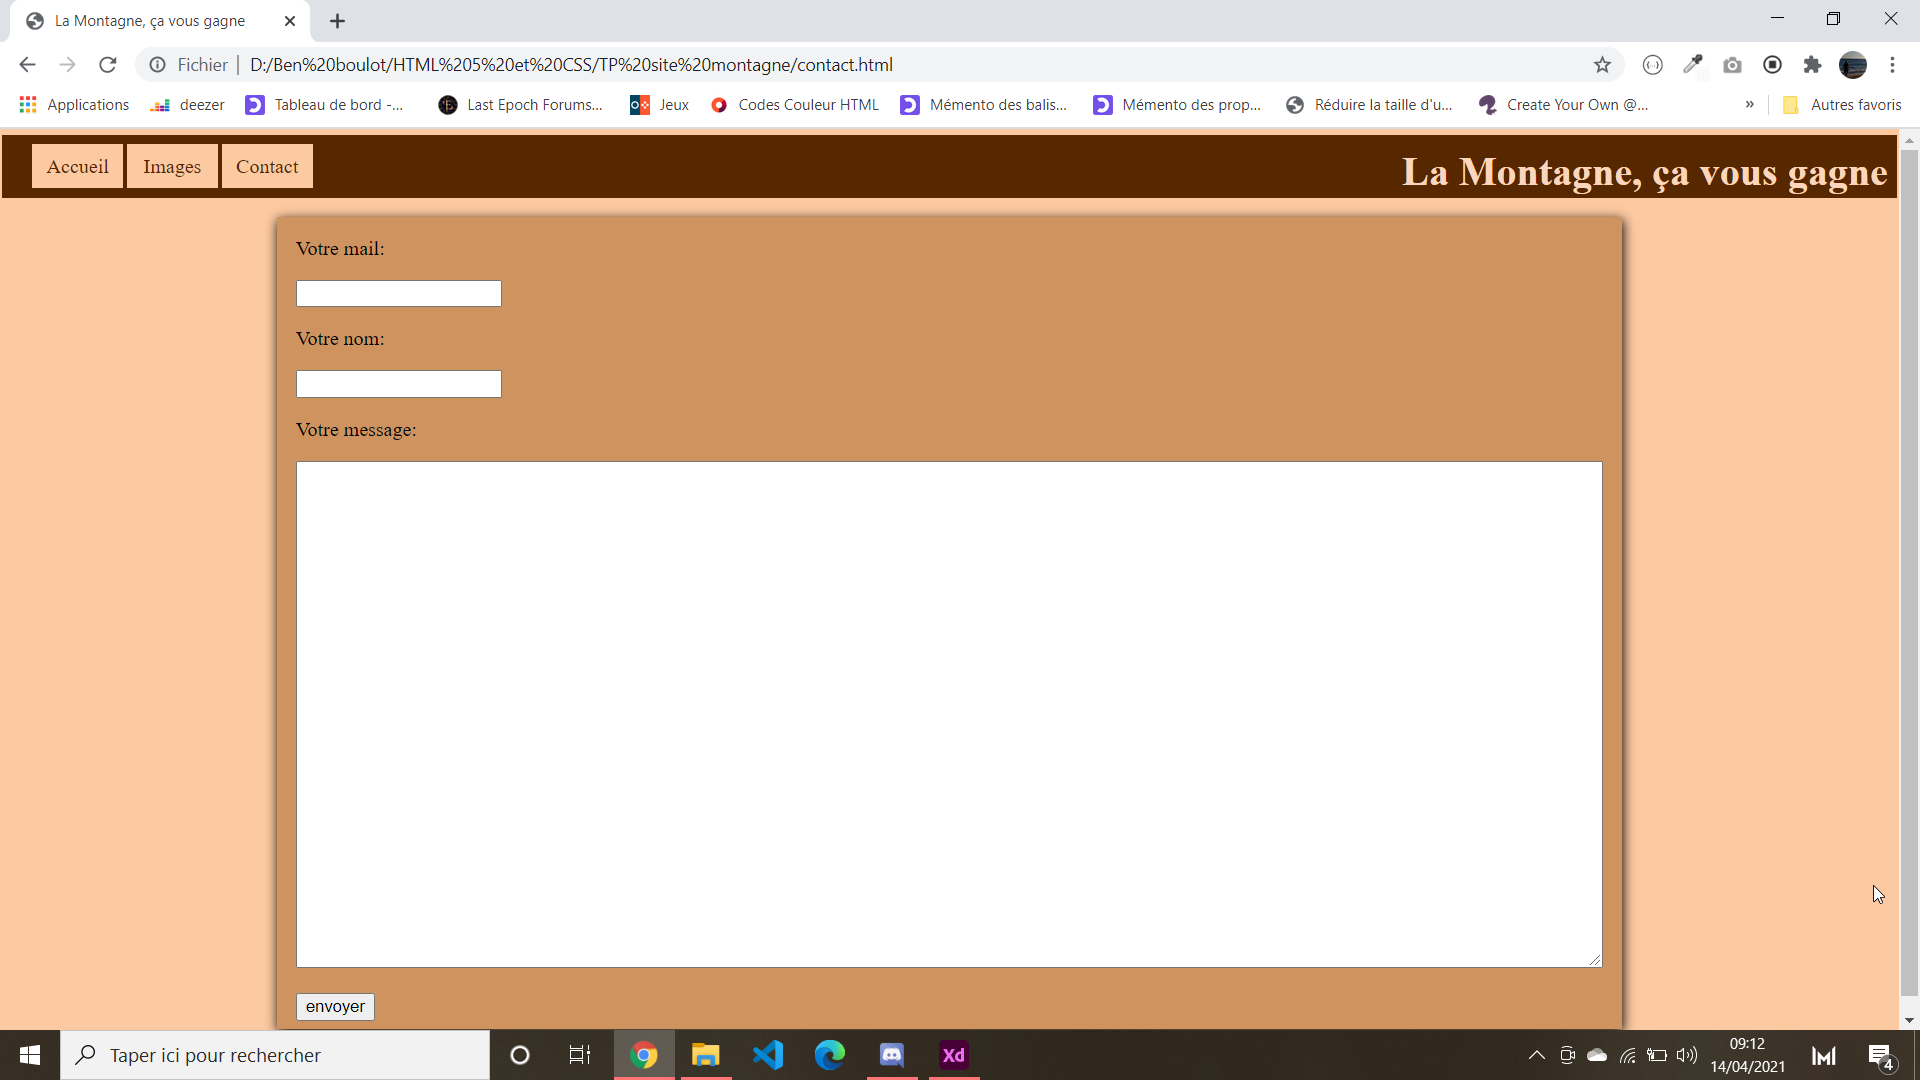 La Montagne, ça vous gagne
Fichier | D:/Ben%20boulot/HTML%205%20et%20CSS/TP%20site%20montagne/contact.html
Applications deezer Tableau de bord -... Last Epoch Forums... Jeux Codes Couleur HTML Mémento des balis... Mémento des prop... Réduire la taille d'u... Create Your Own @... » Autres favoris
Accueil Images Contact La Montagne, ça vous gagne
Votre mail:
Votre nom:
Votre message:
envoyer
Taper ici pour rechercher
Xd
09:12
14/04/2021
4